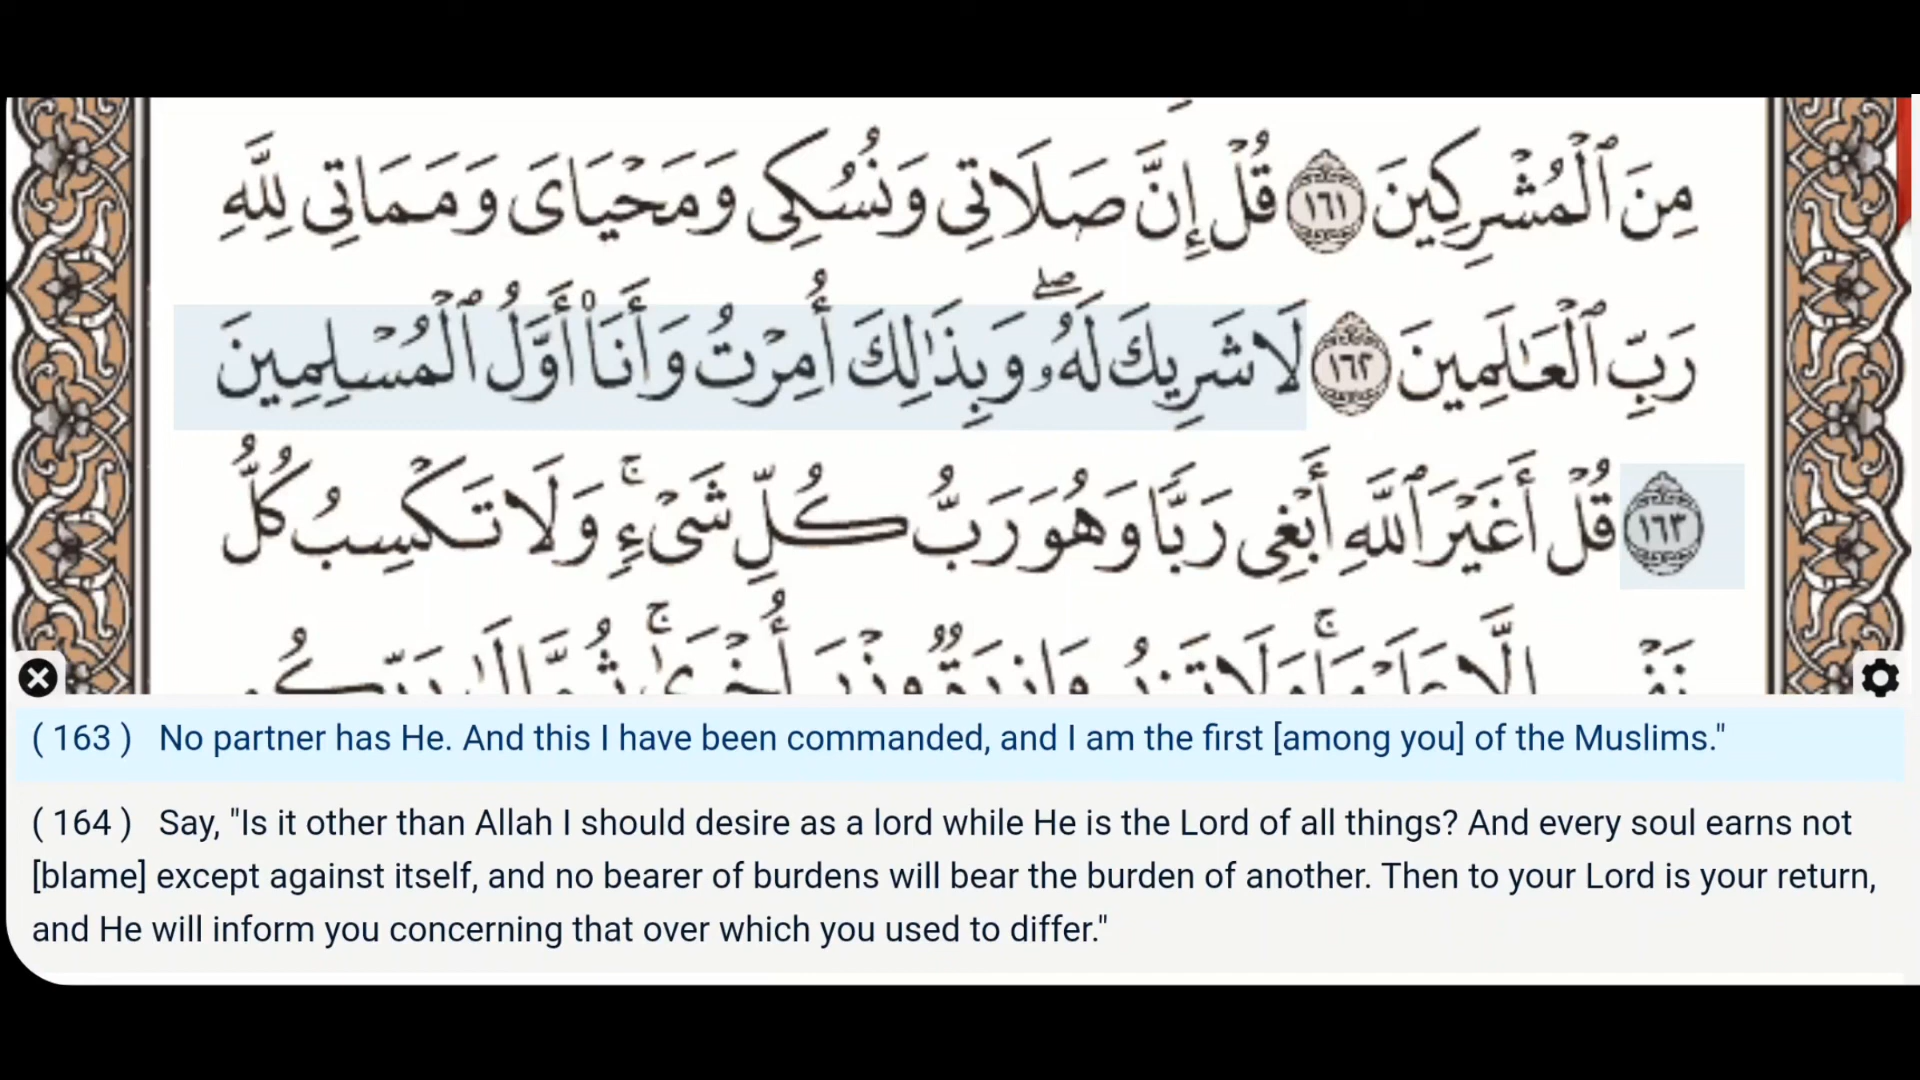 مِنَ ٱلْمُشْرِكِينَ ١٦١ قُلْ إِنَّ صَلَاتِى وَنُسُكِى وَمَحْيَاىَ وَمَمَاتِى لِلَّهِ
رَبِّ ٱلْعَـٰلَمِينَ ١٦٢ لَا شَرِيكَ لَهُۥ ۖ وَبِذَٰلِكَ أُمِرْتُ وَأَنَا۠ أَوَّلُ ٱلْمُسْلِمِينَ
١٦٣ قُلْ أَغَيْرَ ٱللَّهِ أَبْغِى رَبًّا وَهُوَ رَبُّ كُلِّ شَىْءٍ ۚ وَلَا تَكْسِبُ كُلُّ
( 163 ) No partner has He. And this I have been commanded, and I am the first [among you] of the Muslims."
( 164 ) Say, "Is it other than Allah I should desire as a lord while He is the Lord of all things? And every soul earns not
[blame] except against itself, and no bearer of burdens will bear the burden of another. Then to your Lord is your return,
and He will inform you concerning that over which you used to differ."